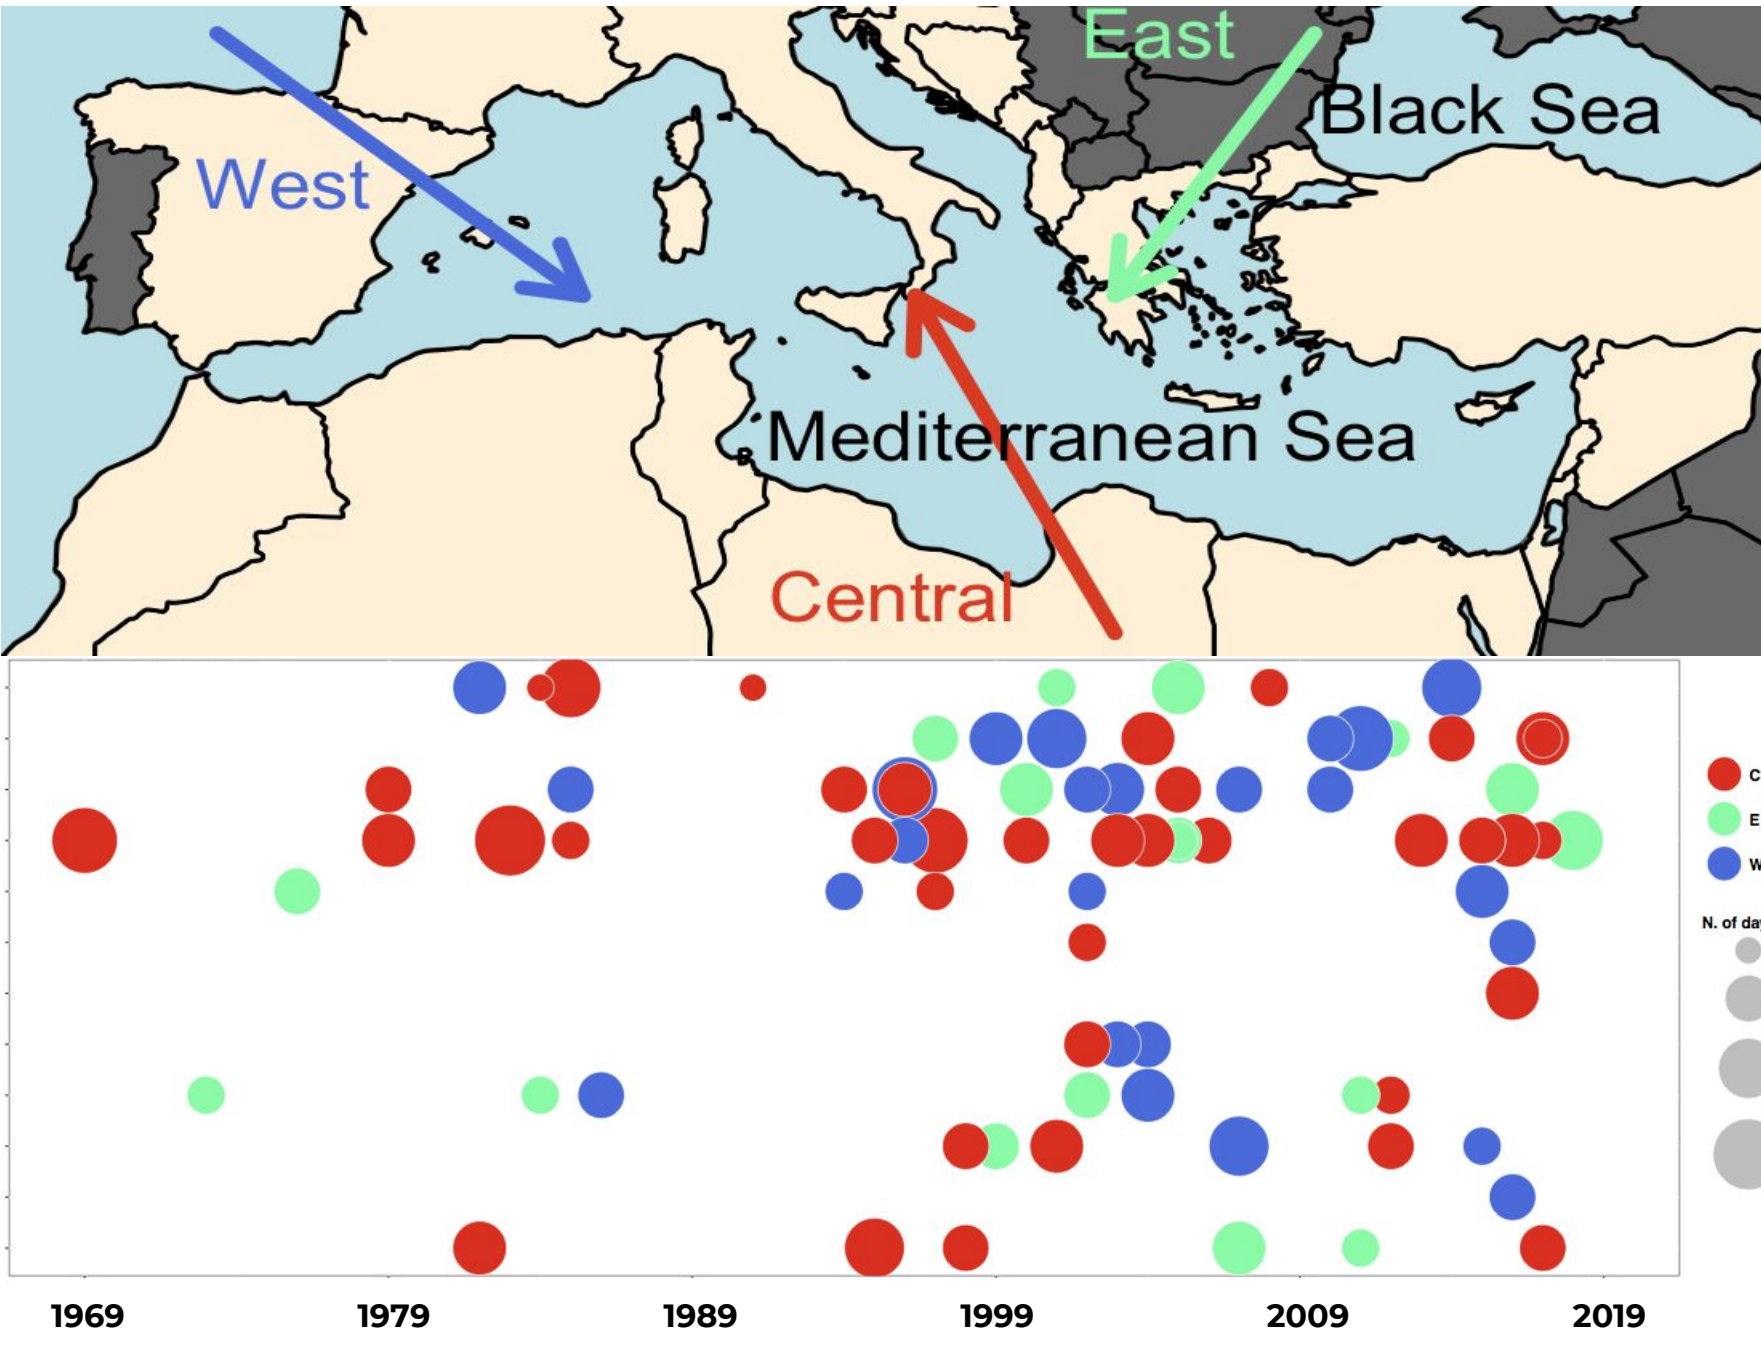 East
Black Sea
West
Mediterranean Sea
Central
C
E
W
N. of da
1969 1979 1989 1999 2009 2019